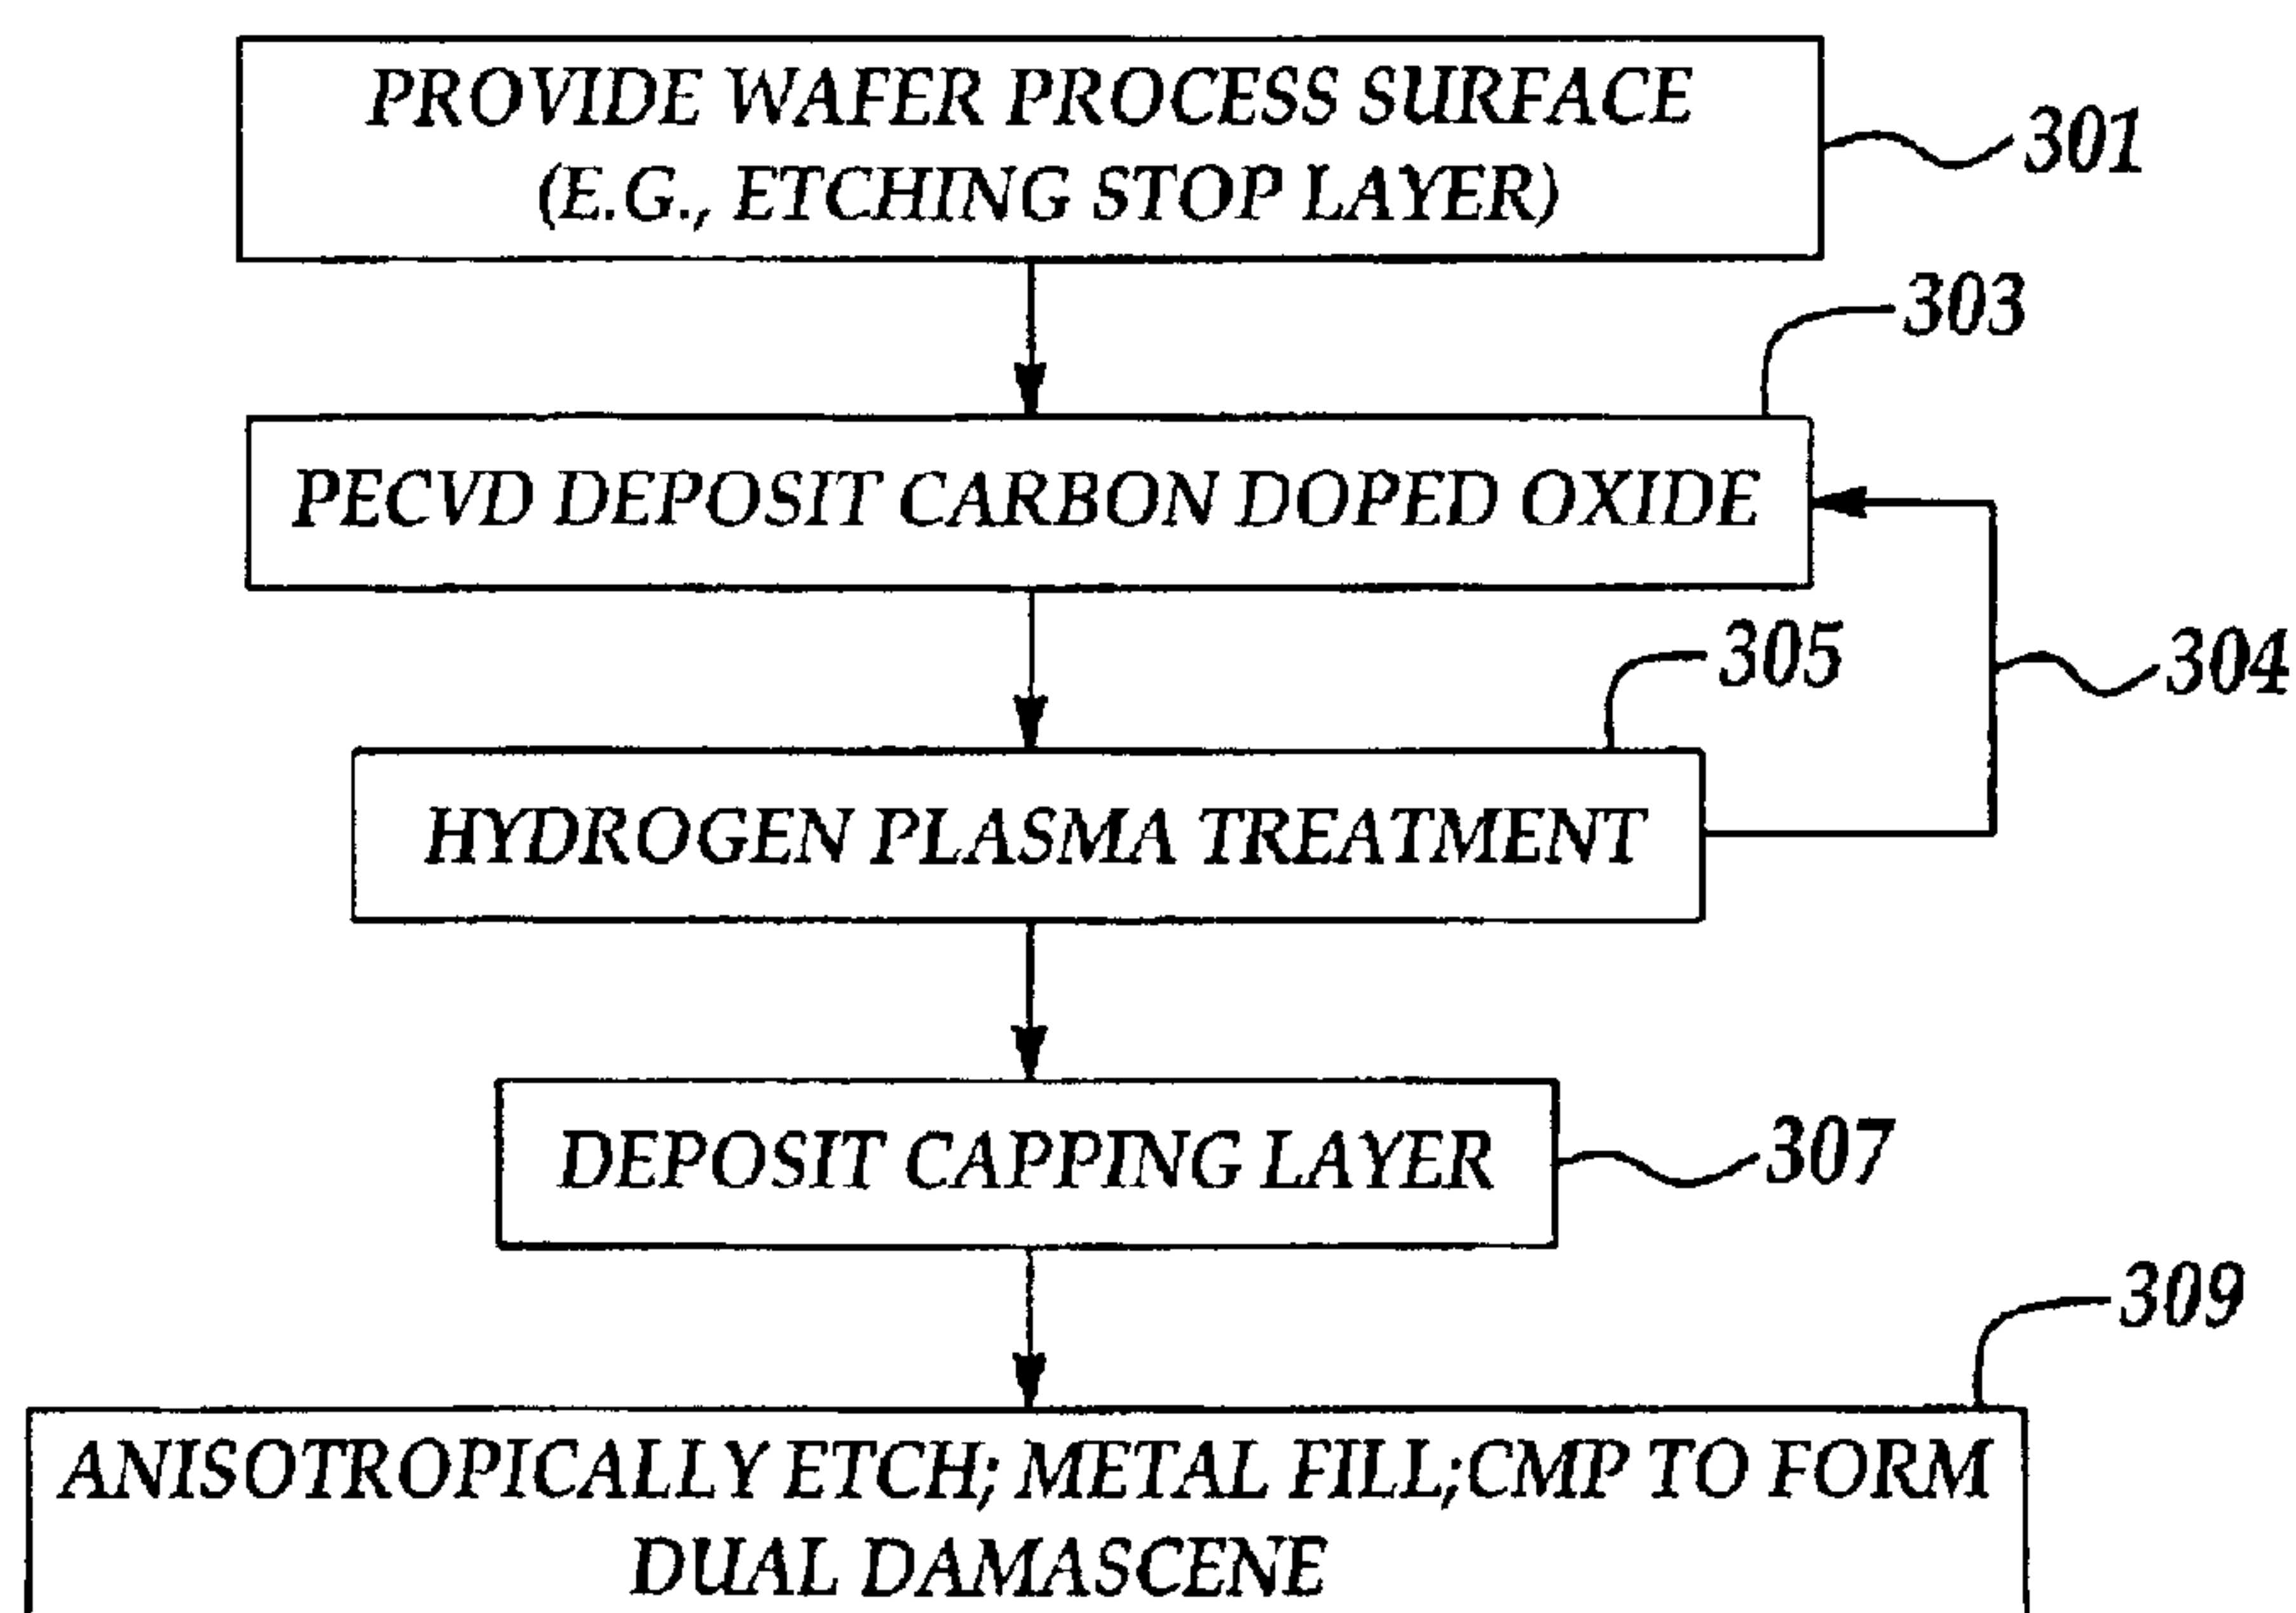 PROVIDE WAFER PROCESS SURFACE
(E.G., ETCHING STOP LAYER)
301
303
PECVD DEPOSIT CARBON DOPED OXIDE
305
304
HYDROGEN PLASMA TREATMENT
DEPOSIT CAPPING LAYER
307
309
ANISOTROPICALLY ETCH; METAL FILL;CMP TO FORM
DUAL DAMASCENE